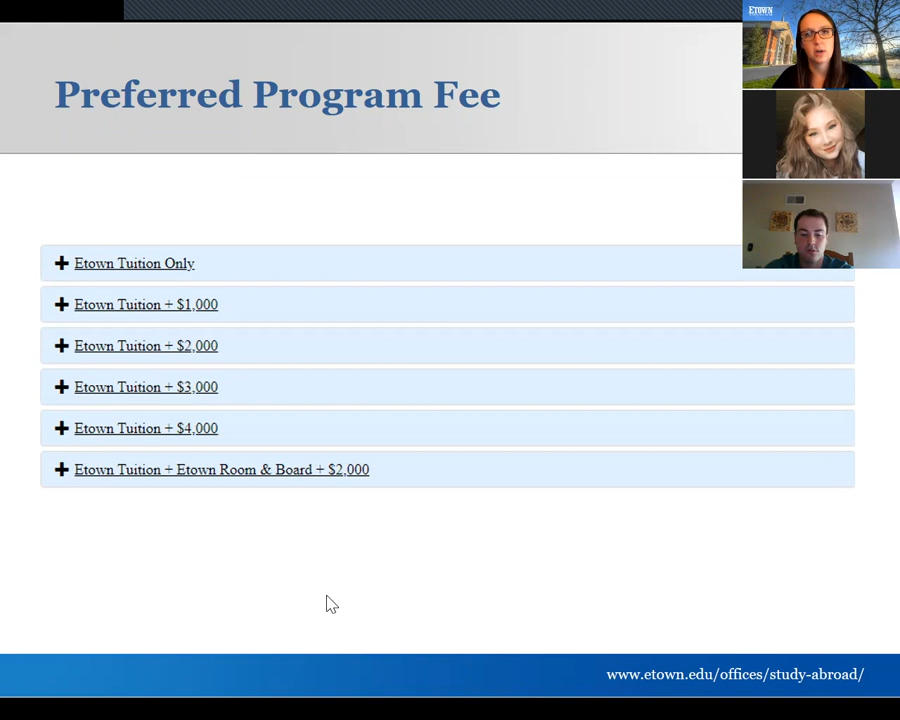 ETOWN
Preferred Program Fee
Etown Tuition Only
Etown Tuition + $1,000
Etown Tuition + $2,000
Etown Tuition + $3,000
Etown Tuition + $4,000
Etown Tuition + Etown Room & Board + $2,000
www.etown.edu/offices/study-abroad/